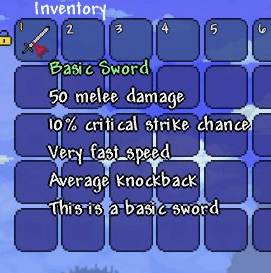 Inventory
1 2 3 4 5 6
Basic Sword
50 melee damage
10% critical strike chance
Very fast speed
Average knockback
This is a basic sword